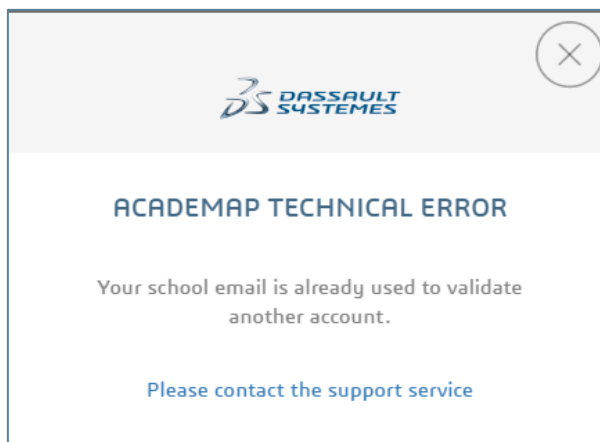 DASSAULT
SYSTEMES
ACADEMAP TECHNICAL ERROR
Your school email is already used to validate
another account.
Please contact the support service